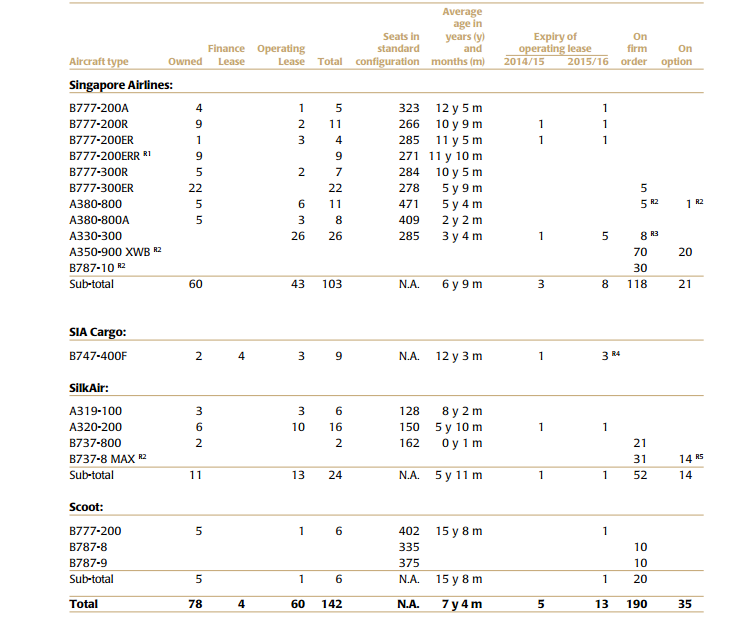 Average
age in
Seats in years (y) Expiry of On
Finance Operating standard and operating lease firm On
Aircraft type Owned Lease Lease Total configuration months (m) 2014/15 2015/16 order option
Singapore Airlines:
B777-200A 4 1 5 323 12 y 5 m 1
B777-200R 9 2 11 266 10 y 9 m 1 1
B777-200ER 1 3 4 285 11 y 5 m 1 1
B777-200ERR R1 9 9 271 11 y 10 m
B777-300R 5 2 7 284 10 y 5 m
B777-300ER 22 22 278 5 y 9 m 5
A380-800 5 6 11 471 5 y 4 m 5 R2 1 R2
A380-800A 5 3 8 409 2 y 2 m
A330-300 26 26 285 3 y 4 m 1 5 8 R3
A350-900 XWB R2 70 20
B787-10 R2 30
Sub-total 60 43 103 N.A. 6 y 9 m 3 8 118 21
SIA Cargo:
B747-400F 2 4 3 9 N.A. 12 y 3 m 1 3 R4
SilkAir:
A319-100 3 3 6 128 8 y 2 m
A320-200 6 10 16 150 5 y 10 m 1 1
B737-800 2 2 162 0 y 1 m 21
B737-8 MAX R2 31 14 R5
Sub-total 11 13 24 N.A. 5 y 11 m 1 1 52 14
Scoot:
B777-200 5 1 6 402 15 y 8 m 1
B787-8 335 10
B787-9 375 10
Sub-total 5 1 6 N.A. 15 y 8 m 1 20
Total 78 4 60 142 N.A. 7 y 4 m 5 13 190 35